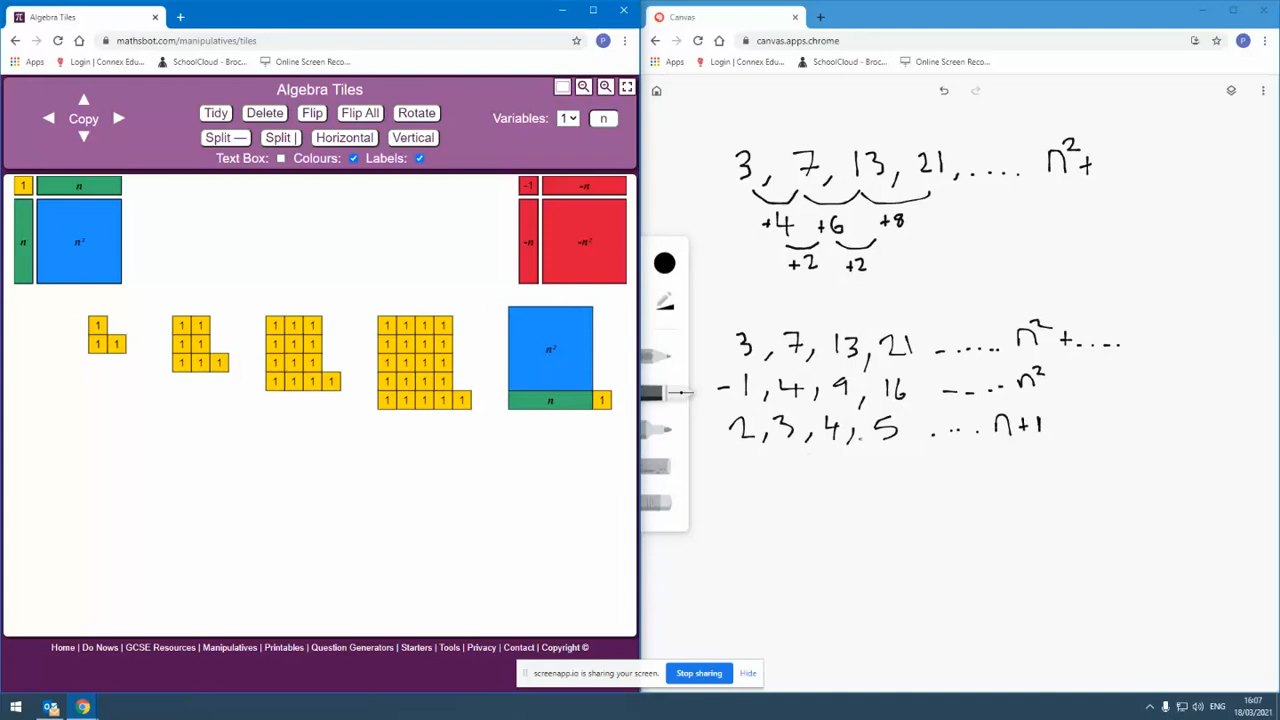 Algebra Tiles
mathsbot.com/manipulatives/tiles
P
Apps Login | Connex Edu... SchoolCloud - Broc... Online Screen Reco...
Algebra Tiles
Copy
Tidy Delete Flip Flip All Rotate
Split — Split | Horizontal Vertical
Text Box: Colours: Labels:
Variables: 1 n
1 n
n n²
-1 -n
-n -n²
1
1 1
1 1
1 1
1 1 1
1 1 1
1 1 1
1 1 1
1 1 1 1
1 1 1 1
1 1 1 1
1 1 1 1
1 1 1 1
1 1 1 1 1
n²
n 1
Home | Do Nows | GCSE Resources | Manipulatives | Printables | Question Generators | Starters | Tools | Privacy | Contact | Copyright ©
Canvas
canvas.apps.chrome
P
Apps Login | Connex Edu... SchoolCloud - Broc... Online Screen Reco...
3, 7, 13, 21, .... n²+
+4 +6 +8
+2 +2
3, 7, 13, 21 ...... n²+....
-1, 4, 9, 16 ---.. n²
2, 3, 4, 5 .... n+1
screenapp.io is sharing your screen. Stop sharing Hide
ENG
16:07
18/03/2021